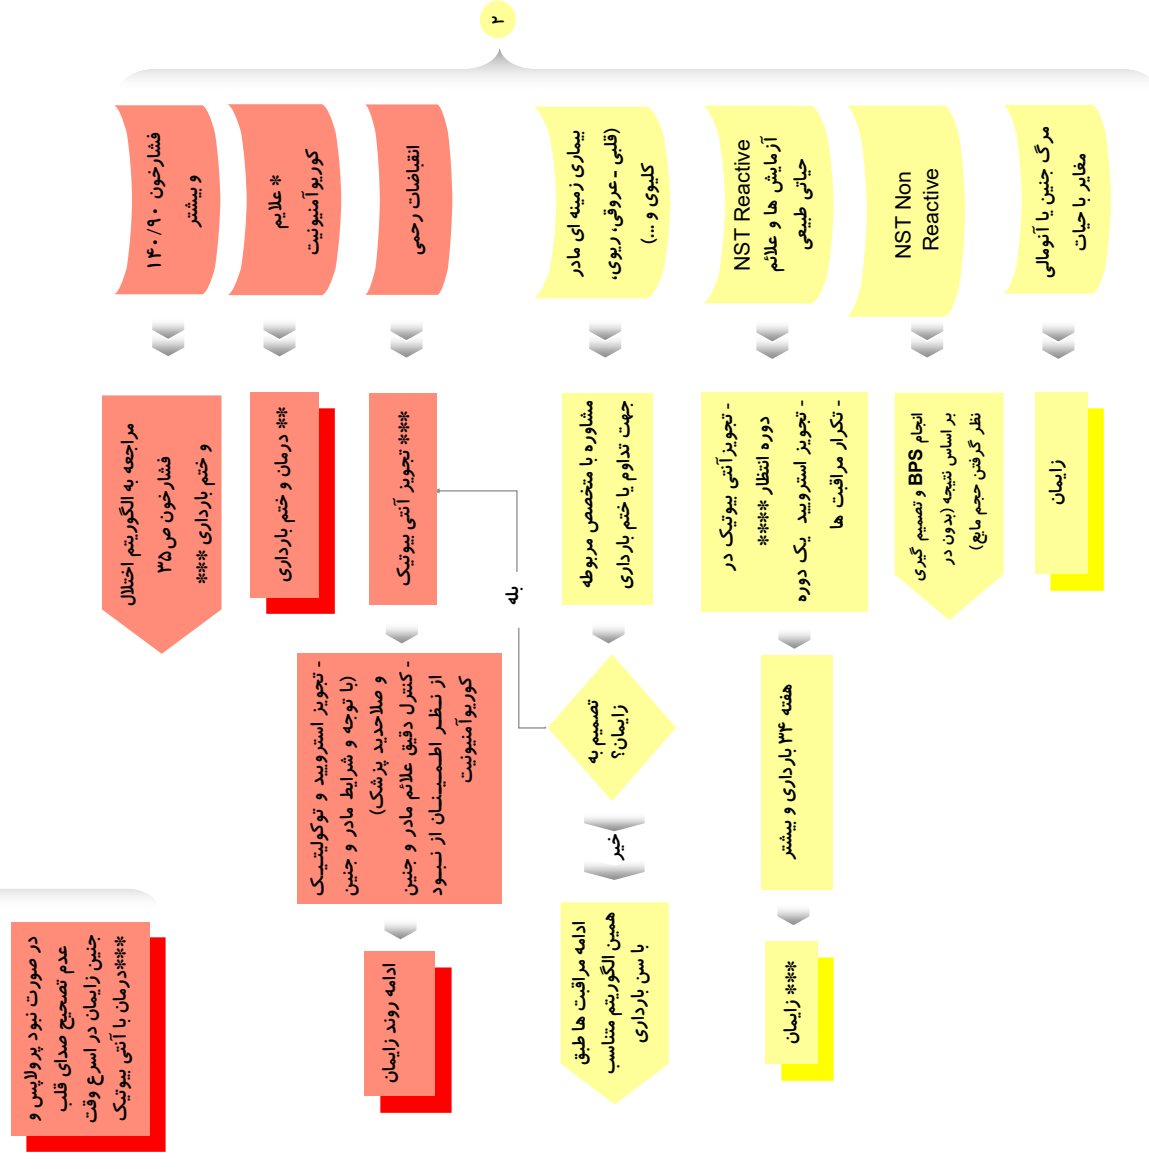 ۲
فشارخون ۱۴۰/۹۰
و بیشتر
مراجعه به الگوریتم اختلال
فشارخون ص۳۵
و ختم بارداری ***
* علایم
کوریوآمنیونیت
** درمان و ختم بارداری
انقباضات رحمی
*** تجویز آنتی بیوتیک
- تجویز استرویید و توکولیتیک
(با توجه و شرایط مادر و جنین
و صلاحدید پزشک)
- کنترل دقیق علائم مادر و جنین
از نظر اطمینان از نبود
کوریوآمنیونیت
ادامه روند زایمان
بیماری زمینه ای مادر
(قلبی - عروقی، ریوی،
کلیوی و ...)
مشاوره با متخصص مربوطه
جهت تداوم یا ختم بارداری
تصمیم به
زایمان؟
بله
خیر
ادامه مراقبت ها طبق
همین الگوریتم متناسب
با سن بارداری
NST Reactive
آزمایش ها و علائم
حیاتی طبیعی
- تجویزآنتی بیوتیک در
دوره انتظار ****
- تجویز استرویید یک دوره
- تکرار مراقبت ها
هفته ۳۴ بارداری و بیشتر
*** زایمان
NST Non
Reactive
انجام BPS و تصمیم گیری
بر اساس نتیجه (بدون در
نظر گرفتن حجم مایع)
مرگ جنین یا آنومالی
مغایر با حیات
زایمان
در صورت نبود پرولاپس و
عدم تصحیح صدای قلب
جنین زایمان در اسرع وقت
***درمان با آنتی بیوتیک